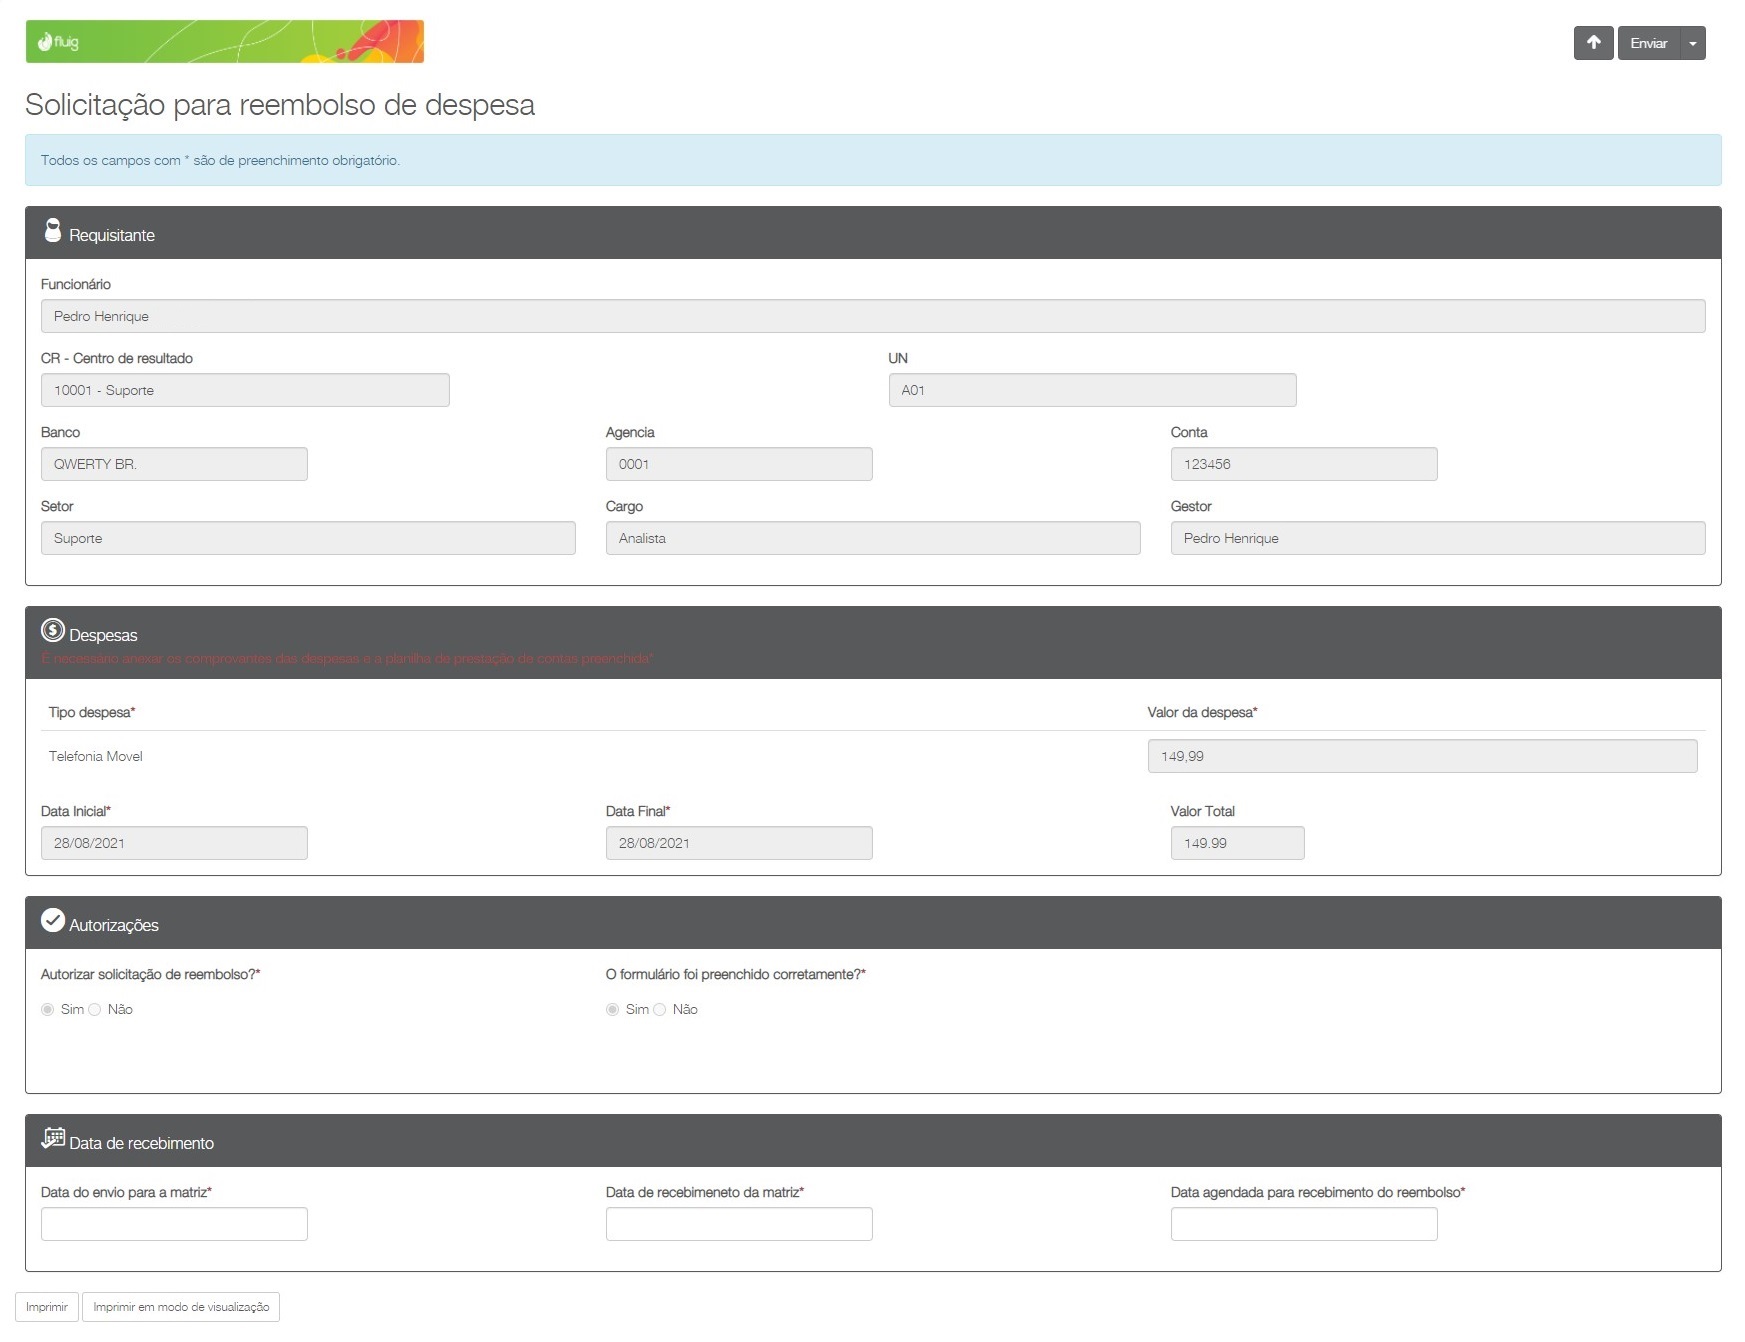 fluig
Enviar
Solicitação para reembolso de despesa
Todos os campos com * são de preenchimento obrigatório.
Requisitante
Funcionário
Pedro Henrique
CR - Centro de resultado UN
10001 - Suporte A01
Banco Agencia Conta
QWERTY BR. 0001 123456
Setor Cargo Gestor
Suporte Analista Pedro Henrique
Despesas
É necessário anexar os comprovantes das despesas e a planilha de prestação de contas preenchida*
Tipo despesa* Valor da despesa*
Telefonia Movel 149,99
Data Inicial* Data Final* Valor Total
28/08/2021 28/08/2021 149.99
Autorizações
Autorizar solicitação de reembolso?* O formulário foi preenchido corretamente?*
Sim Não Sim Não
Data de recebimento
Data do envio para a matriz* Data de recebimeneto da matriz* Data agendada para recebimento do reembolso*
Imprimir Imprimir em modo de visualização